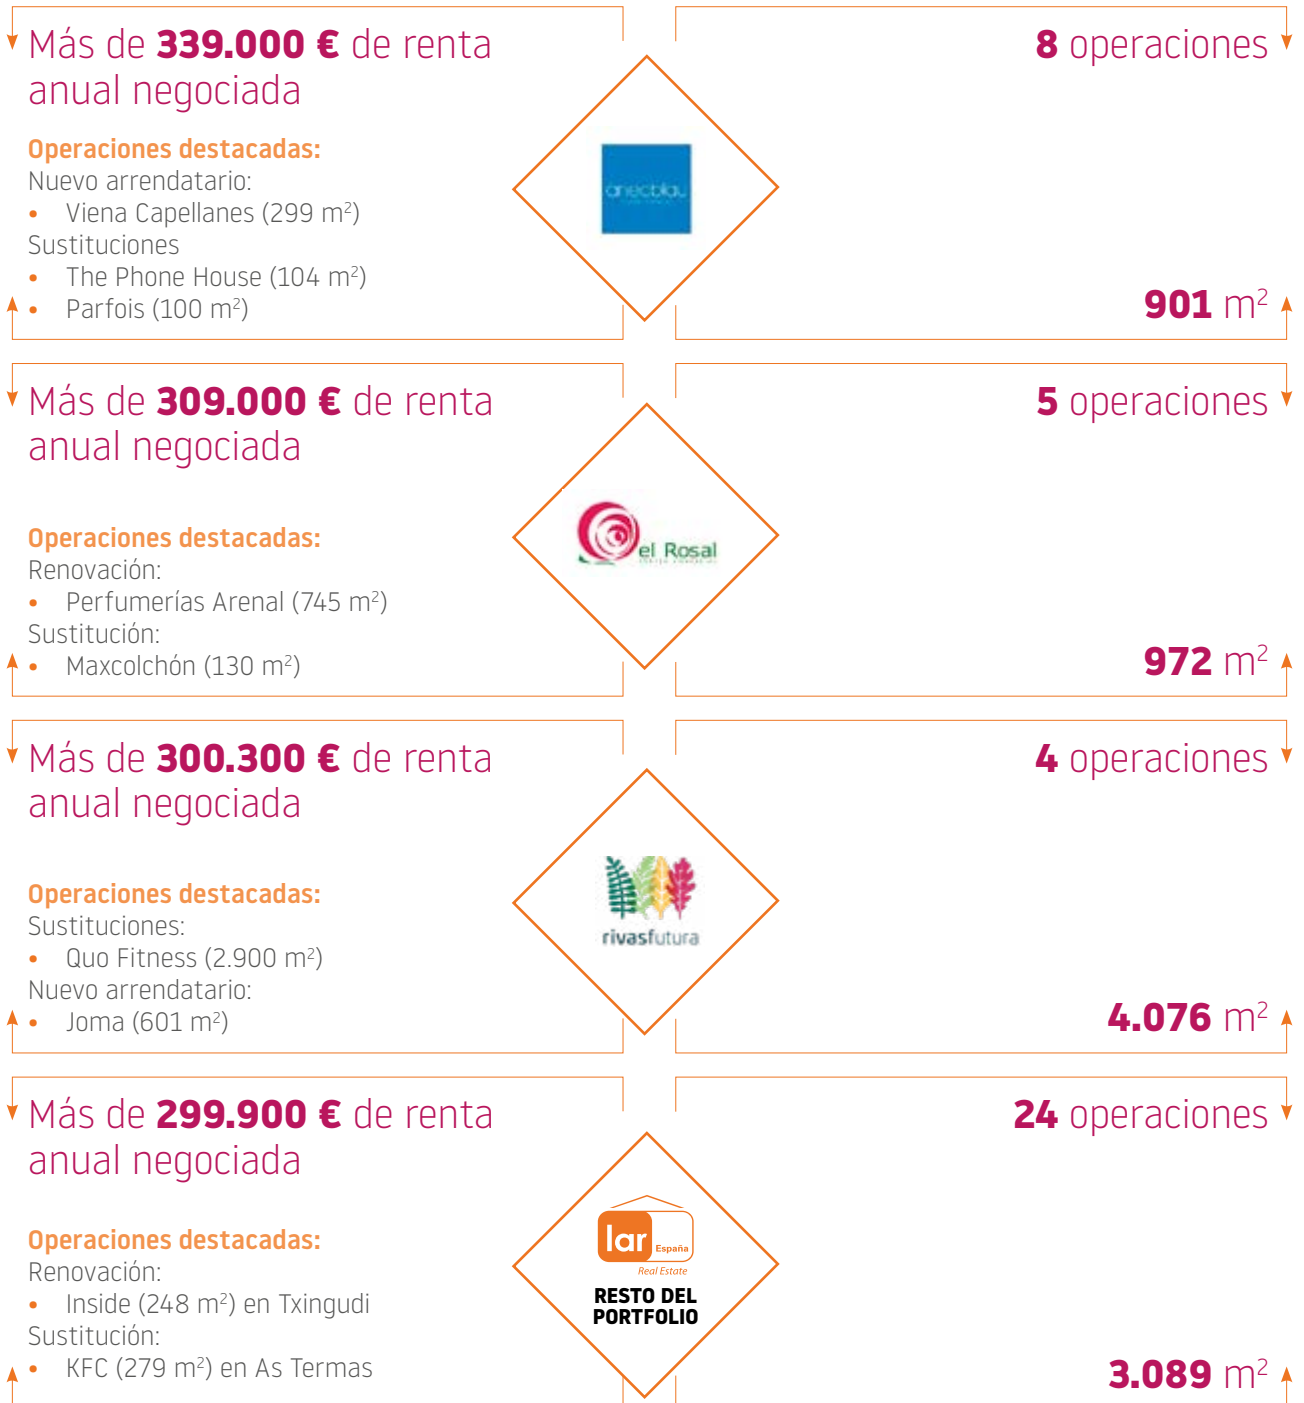 Más de 339.000 € de renta
anual negociada
8 operaciones
Operaciones destacadas:
Nuevo arrendatario:
• Viena Capellanes (299 m²)
Sustituciones
• The Phone House (104 m²)
• Parfois (100 m²)
anecblau
901 m²
Más de 309.000 € de renta
anual negociada
5 operaciones
Operaciones destacadas:
Renovación:
• Perfumerías Arenal (745 m²)
Sustitución:
• Maxcolchón (130 m²)
el Rosal
972 m²
Más de 300.300 € de renta
anual negociada
4 operaciones
Operaciones destacadas:
Sustituciones:
• Quo Fitness (2.900 m²)
Nuevo arrendatario:
• Joma (601 m²)
rivasfutura
4.076 m²
Más de 299.900 € de renta
anual negociada
24 operaciones
Operaciones destacadas:
Renovación:
• Inside (248 m²) en Txingudi
Sustitución:
• KFC (279 m²) en As Termas
lar
España
Real Estate
RESTO DEL
PORTFOLIO
3.089 m²